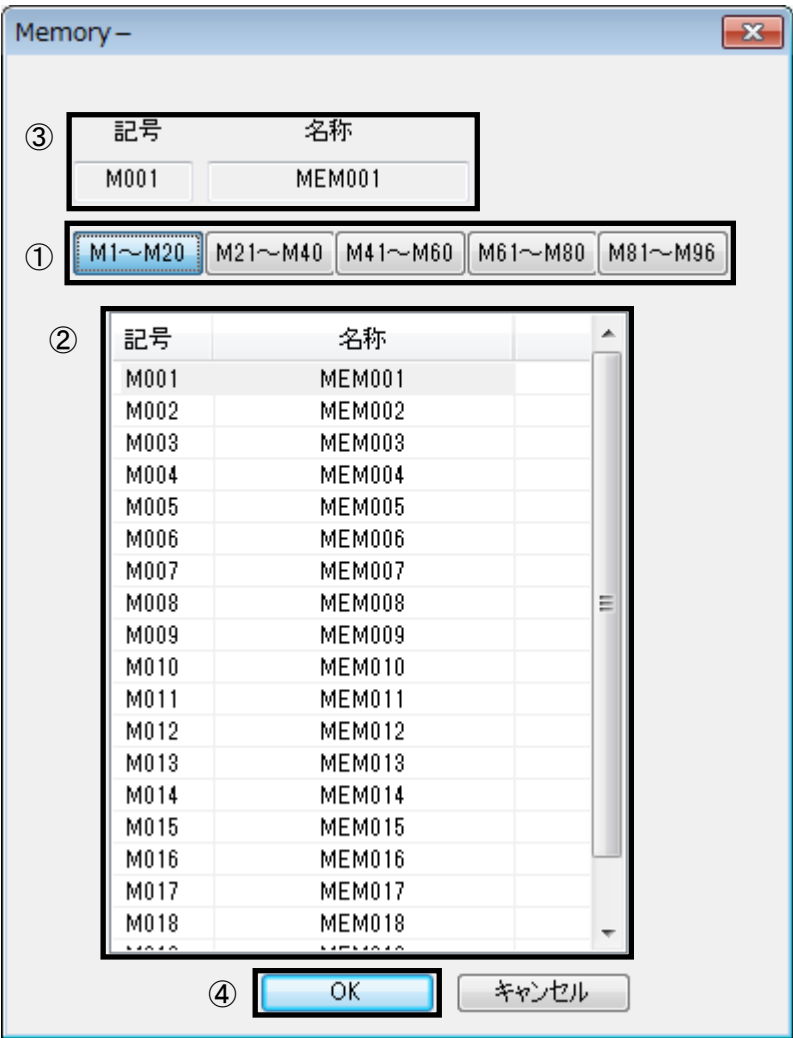 Memory –
③ 記号 名称
M001 MEM001
① M1～M20 M21～M40 M41～M60 M61～M80 M81～M96
② 記号 名称
M001 MEM001
M002 MEM002
M003 MEM003
M004 MEM004
M005 MEM005
M006 MEM006
M007 MEM007
M008 MEM008
M009 MEM009
M010 MEM010
M011 MEM011
M012 MEM012
M013 MEM013
M014 MEM014
M015 MEM015
M016 MEM016
M017 MEM017
M018 MEM018
④ OK キャンセル